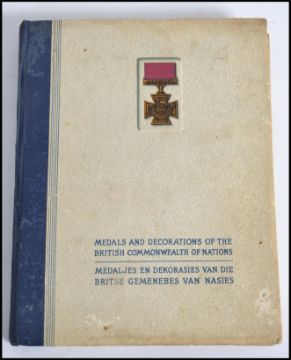 MEDALS AND DECORATIONS OF THE
BRITISH COMMONWEALTH OF NATIONS
MEDALJES EN DEKORASIES VAN DIE
BRITSE GEMENEBES VAN NASIES